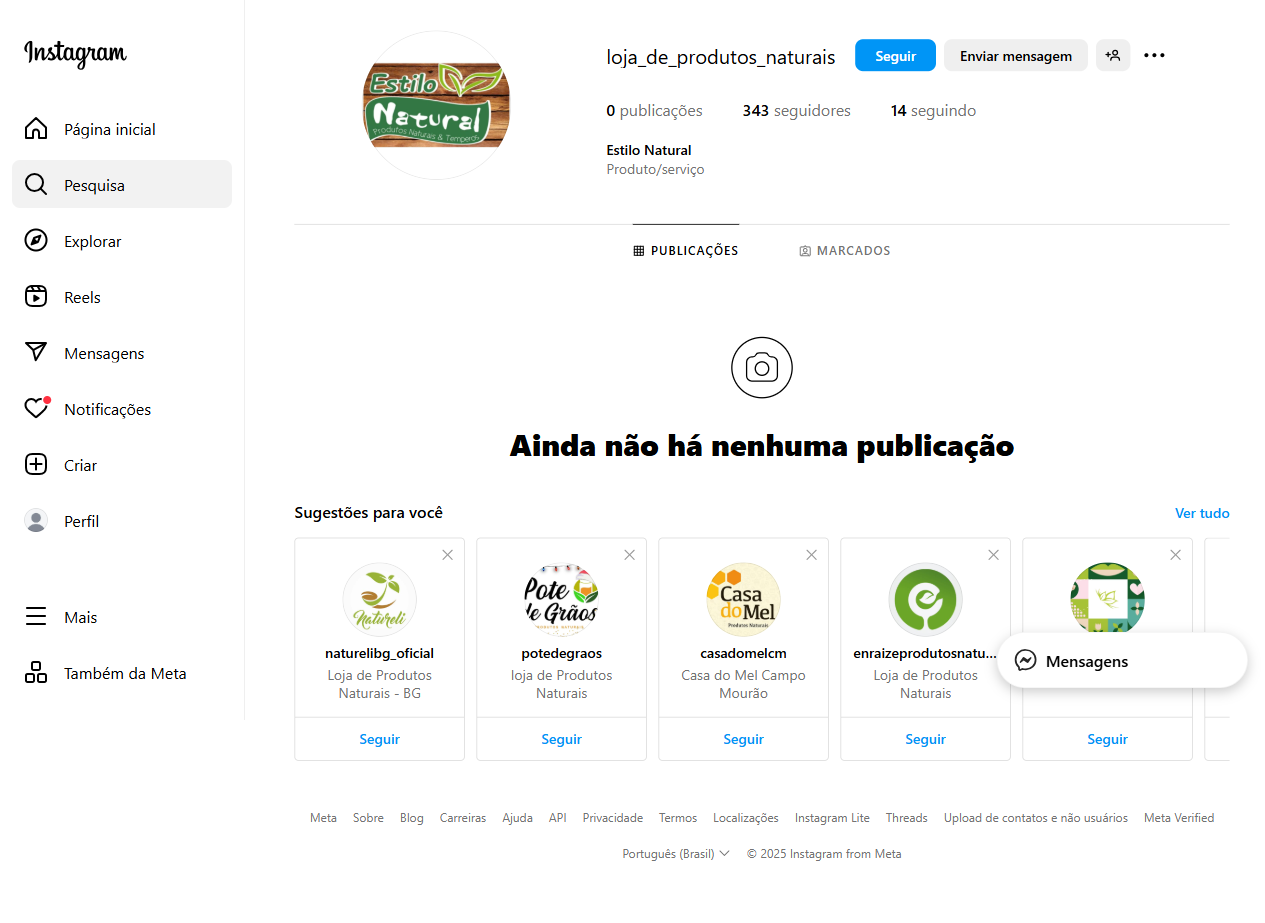 Instagram
Página inicial
Pesquisa
Explorar
Reels
Mensagens
Notificações
Criar
Perfil
Mais
Também da Meta
Estilo
Natural
Produtos Naturais & Temperos
loja_de_produtos_naturais
Seguir
Enviar mensagem
0 publicações 343 seguidores 14 seguindo
Estilo Natural
Produto/serviço
PUBLICAÇÕES MARCADOS
Ainda não há nenhuma publicação
Sugestões para você
Ver tudo
Natureli
naturelibg_oficial
Loja de Produtos
Naturais - BG
Seguir
Pote
de Grãos
PRODUTOS NATURAIS
potedegraos
loja de Produtos
Naturais
Seguir
Casa
do Mel
Produtos Naturais
casadomelcm
Casa do Mel Campo
Mourão
Seguir
enraizeprodutosnatu...
Loja de Produtos
Naturais
Seguir
Seguir
Mensagens
Meta Sobre Blog Carreiras Ajuda API Privacidade Termos Localizações Instagram Lite Threads Upload de contatos e não usuários Meta Verified
Português (Brasil) © 2025 Instagram from Meta